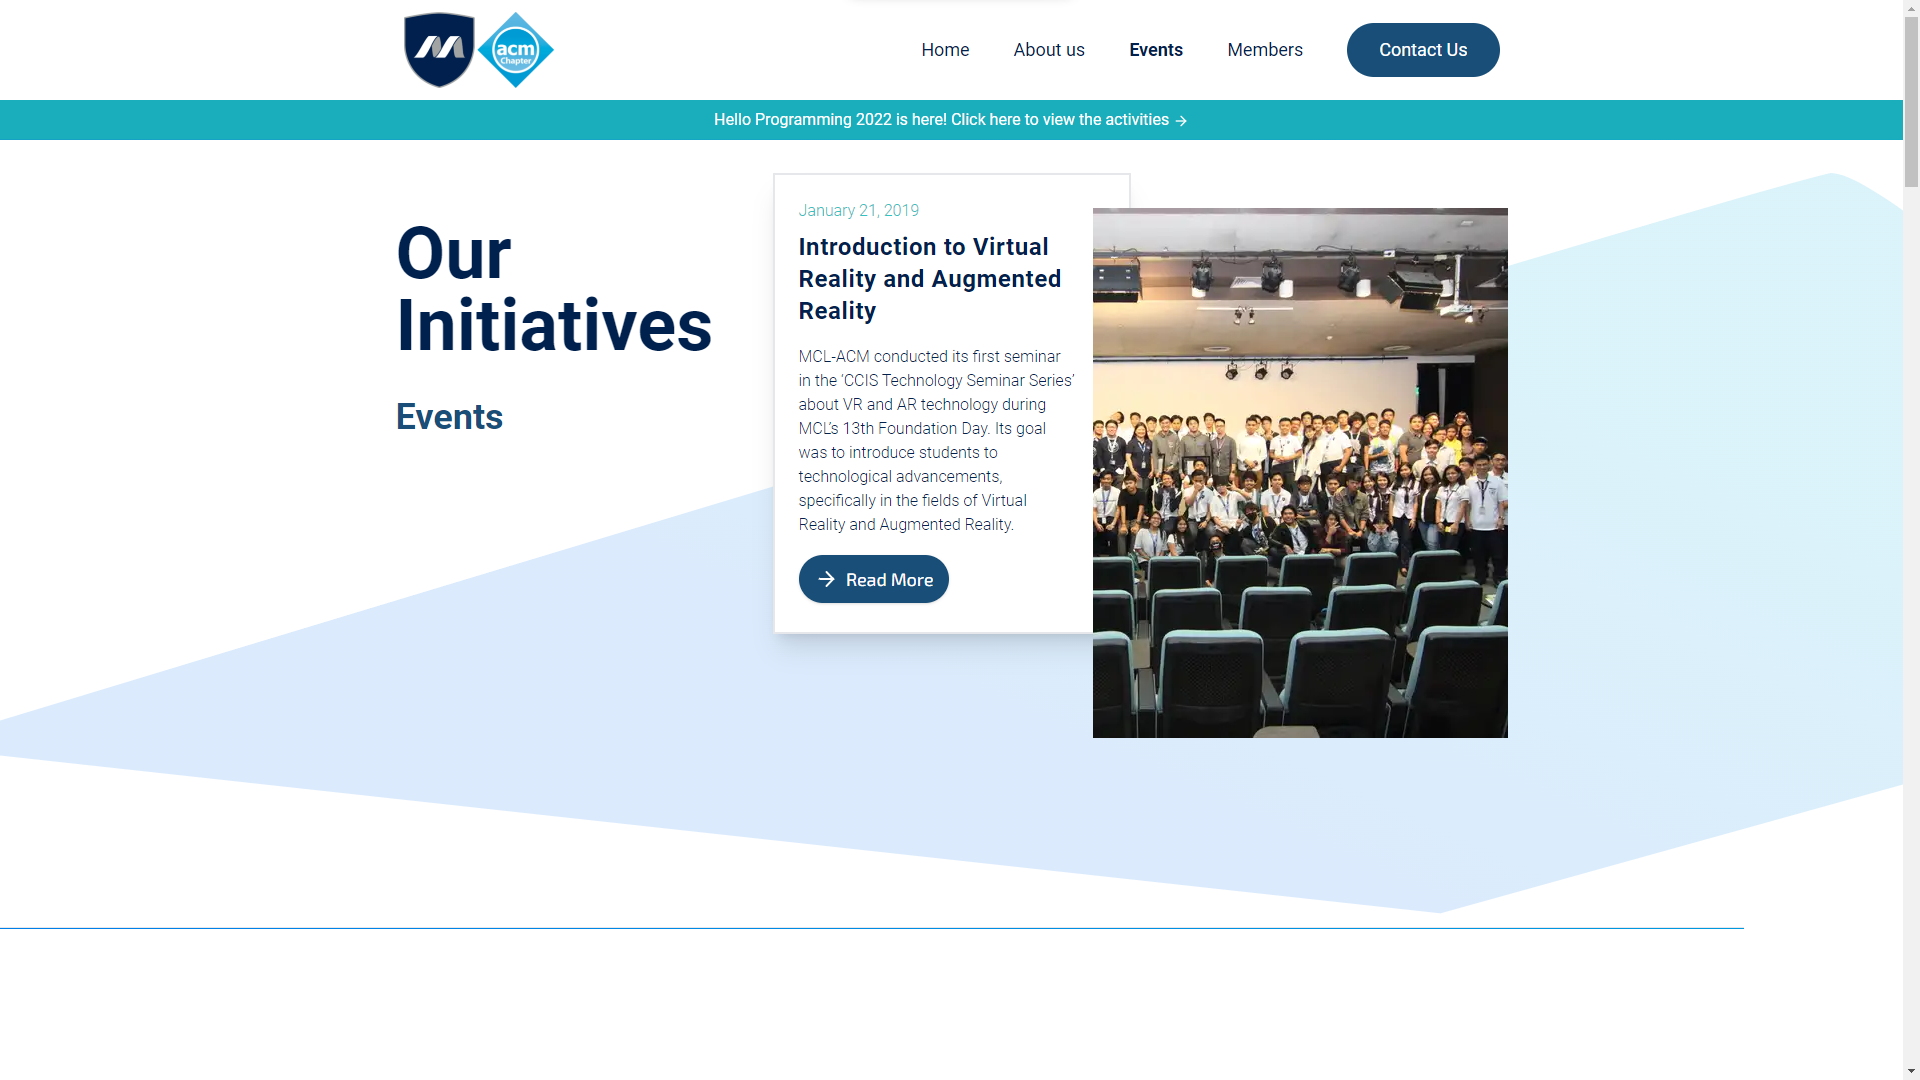 acm
Chapter
Home
About us
Events
Members
Contact Us
Hello Programming 2022 is here! Click here to view the activities →
Our
Initiatives
Events
January 21, 2019
Introduction to Virtual
Reality and Augmented
Reality
MCL-ACM conducted its first seminar
in the ‘CCIS Technology Seminar Series’
about VR and AR technology during
MCL’s 13th Foundation Day. Its goal
was to introduce students to
technological advancements,
specifically in the fields of Virtual
Reality and Augmented Reality.
→ Read More